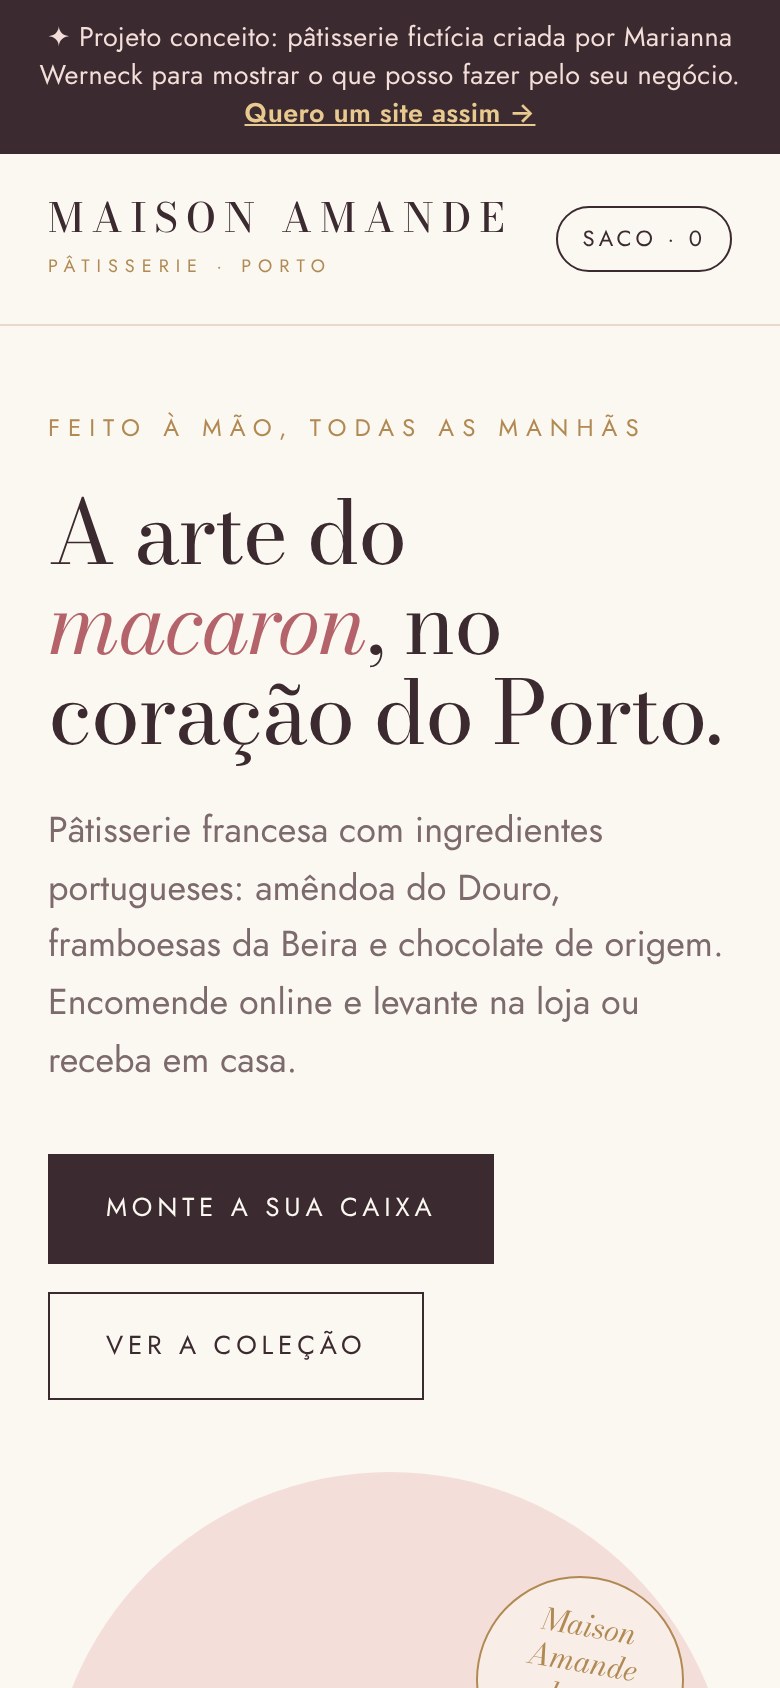 ✦ Projeto conceito: pâtisserie fictícia criada por Marianna
Werneck para mostrar o que posso fazer pelo seu negócio.
Quero um site assim →
MAISON AMANDE
PÂTISSERIE · PORTO
SACO · 0
FEITO À MÃO, TODAS AS MANHÃS
A arte do
macaron, no
coração do Porto.
Pâtisserie francesa com ingredientes
portugueses: amêndoa do Douro,
framboesas da Beira e chocolate de origem.
Encomende online e levante na loja ou
receba em casa.
MONTE A SUA CAIXA
VER A COLEÇÃO
Maison
Amande